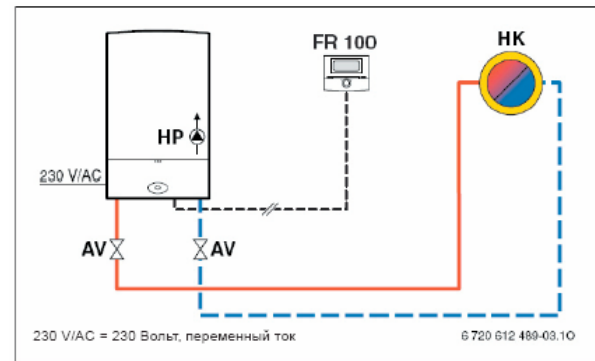 FR 100
HK
HP
230 V/AC
AV
AV
230 V/AC = 230 Вольт, переменный ток
6 720 612 489-03.1O